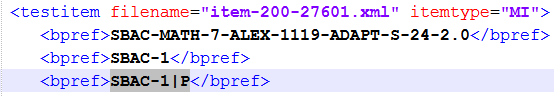 <testitem filename="item-200-27601.xml" itemtype="MI">
<bpref>SBAC-MATH-7-ALEX-1119-ADAPT-S-24-2.0</bpref>
<bpref>SBAC-1</bpref>
<bpref>SBAC-1|P</bpref>